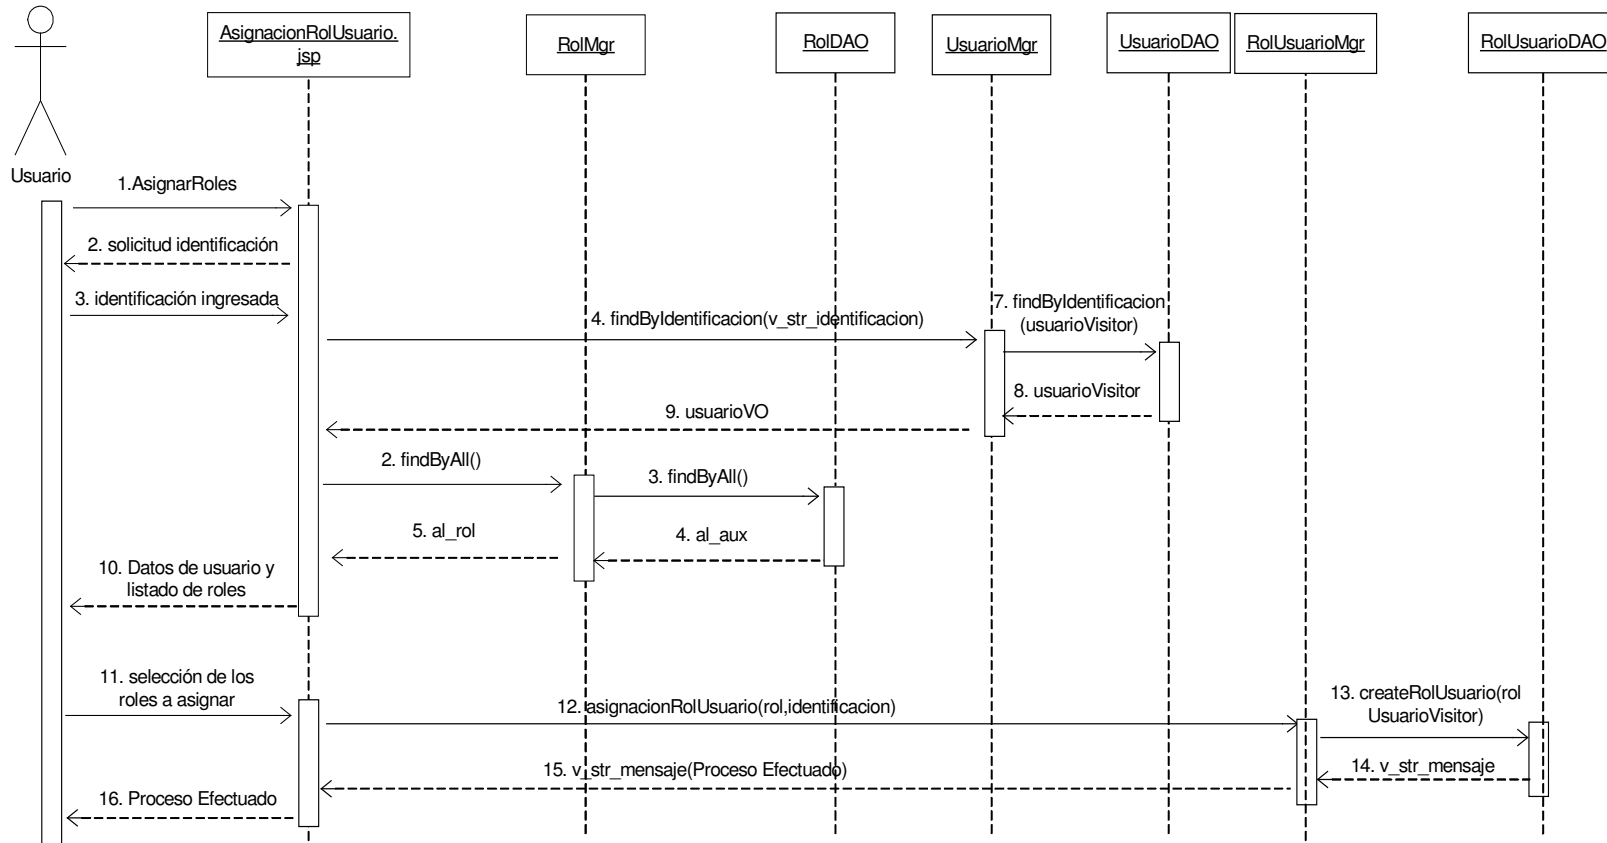 AsignacionRolUsuario.
jsp
RolMgr
RolDAO
UsuarioMgr
UsuarioDAO
RolUsuarioMgr
RolUsuarioDAO
Usuario
1.AsignarRoles
2. solicitud identificación
3. identificación ingresada
4. findByIdentificacion(v_str_identificacion)
7. findByIdentificacion
(usuarioVisitor)
8. usuarioVisitor
9. usuarioVO
2. findByAll()
3. findByAll()
5. al_rol
4. al_aux
10. Datos de usuario y
listado de roles
11. selección de los
roles a asignar
12. asignacionRolUsuario(rol,identificacion)
13. createRolUsuario(rol
UsuarioVisitor)
14. v_str_mensaje
15. v_str_mensaje(Proceso Efectuado)
16. Proceso Efectuado